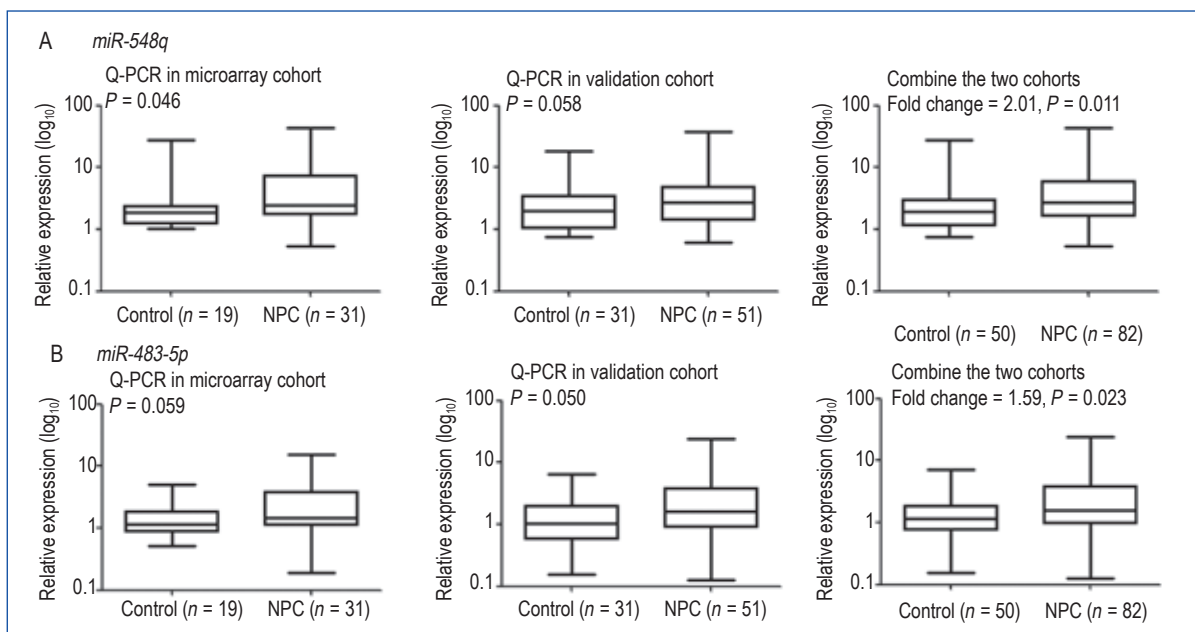 A miR-548q
Q-PCR in microarray cohort
P = 0.046
Relative expression (log10)
100
10
1
0.1
Control (n = 19) NPC (n = 31)
Q-PCR in validation cohort
P = 0.058
Relative expression (log10)
100
10
1
0.1
Control (n = 31) NPC (n = 51)
Combine the two cohorts
Fold change = 2.01, P = 0.011
Relative expression (log10)
100
10
1
0.1
Control (n = 50) NPC (n = 82)
B miR-483-5p
Q-PCR in microarray cohort
P = 0.059
Relative expression (log10)
100
10
1
0.1
Control (n = 19) NPC (n = 31)
Q-PCR in validation cohort
P = 0.050
Relative expression (log10)
100
10
1
0.1
Control (n = 31) NPC (n = 51)
Combine the two cohorts
Fold change = 1.59, P = 0.023
Relative expression (log10)
100
10
1
0.1
Control (n = 50) NPC (n = 82)